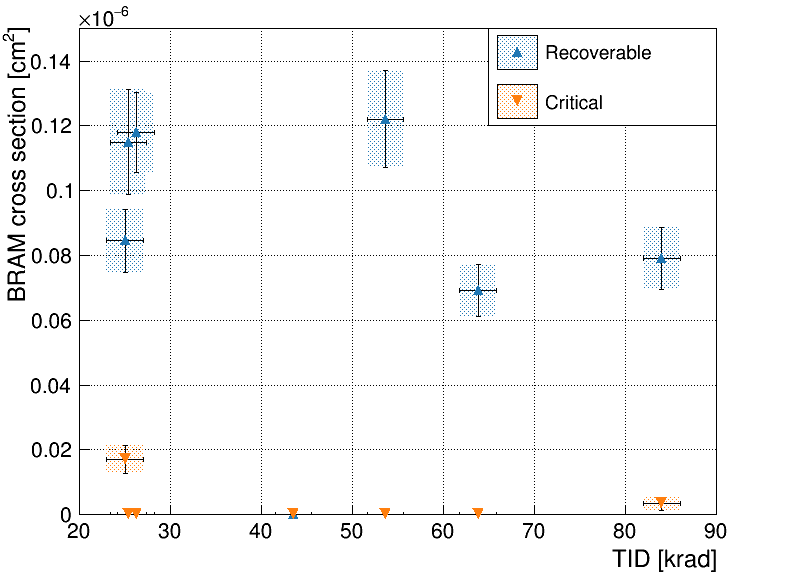 ×10⁻⁶
BRAM cross section [cm²]
0.14
0.12
0.1
0.08
0.06
0.04
0.02
0
20 30 40 50 60 70 80 90
TID [krad]
Recoverable
Critical